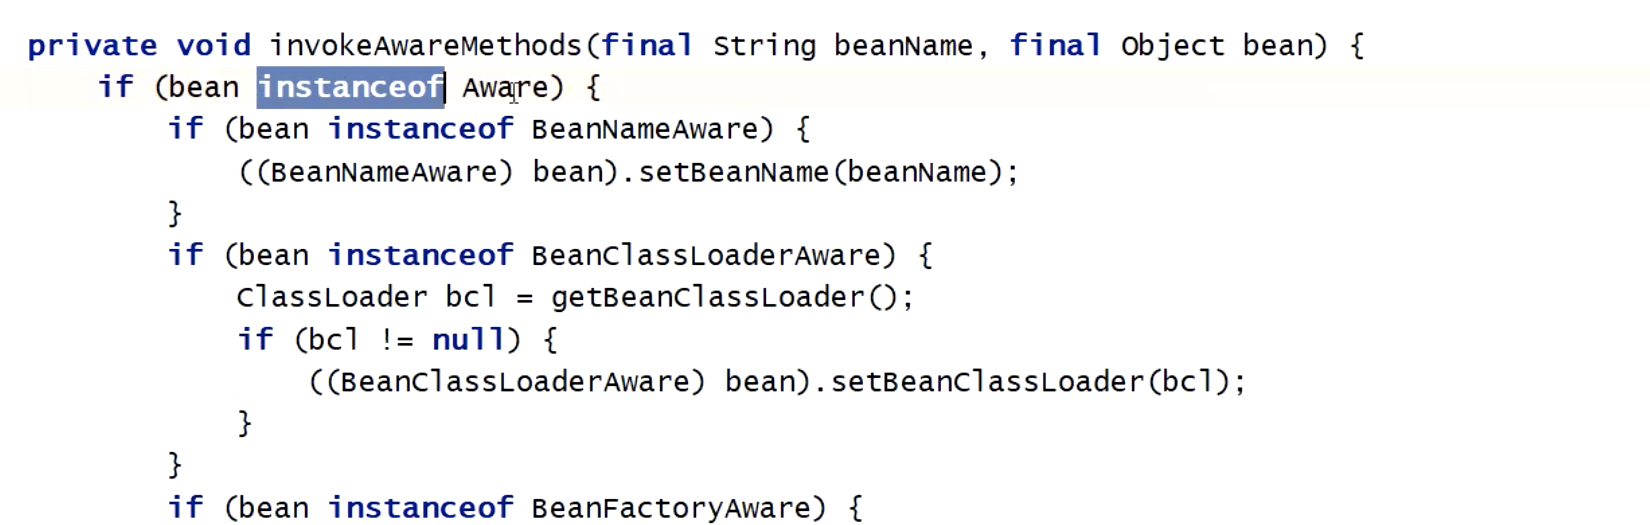 private void invokeAwareMethods(final String beanName, final Object bean) {
if (bean instanceof Aware) {
if (bean instanceof BeanNameAware) {
((BeanNameAware) bean).setBeanName(beanName);
}
if (bean instanceof BeanClassLoaderAware) {
ClassLoader bcl = getBeanClassLoader();
if (bcl != null) {
((BeanClassLoaderAware) bean).setBeanClassLoader(bcl);
}
}
if (bean instanceof BeanFactoryAware) {